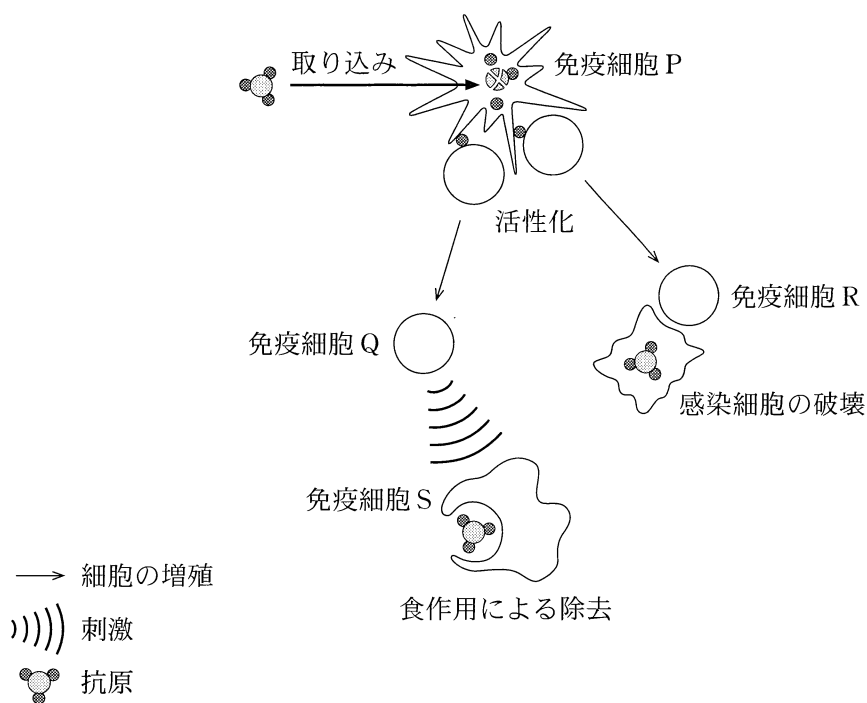 取り込み
免疫細胞P
活性化
免疫細胞R
免疫細胞Q
感染細胞の破壊
免疫細胞S
細胞の増殖
食作用による除去
刺激
抗原